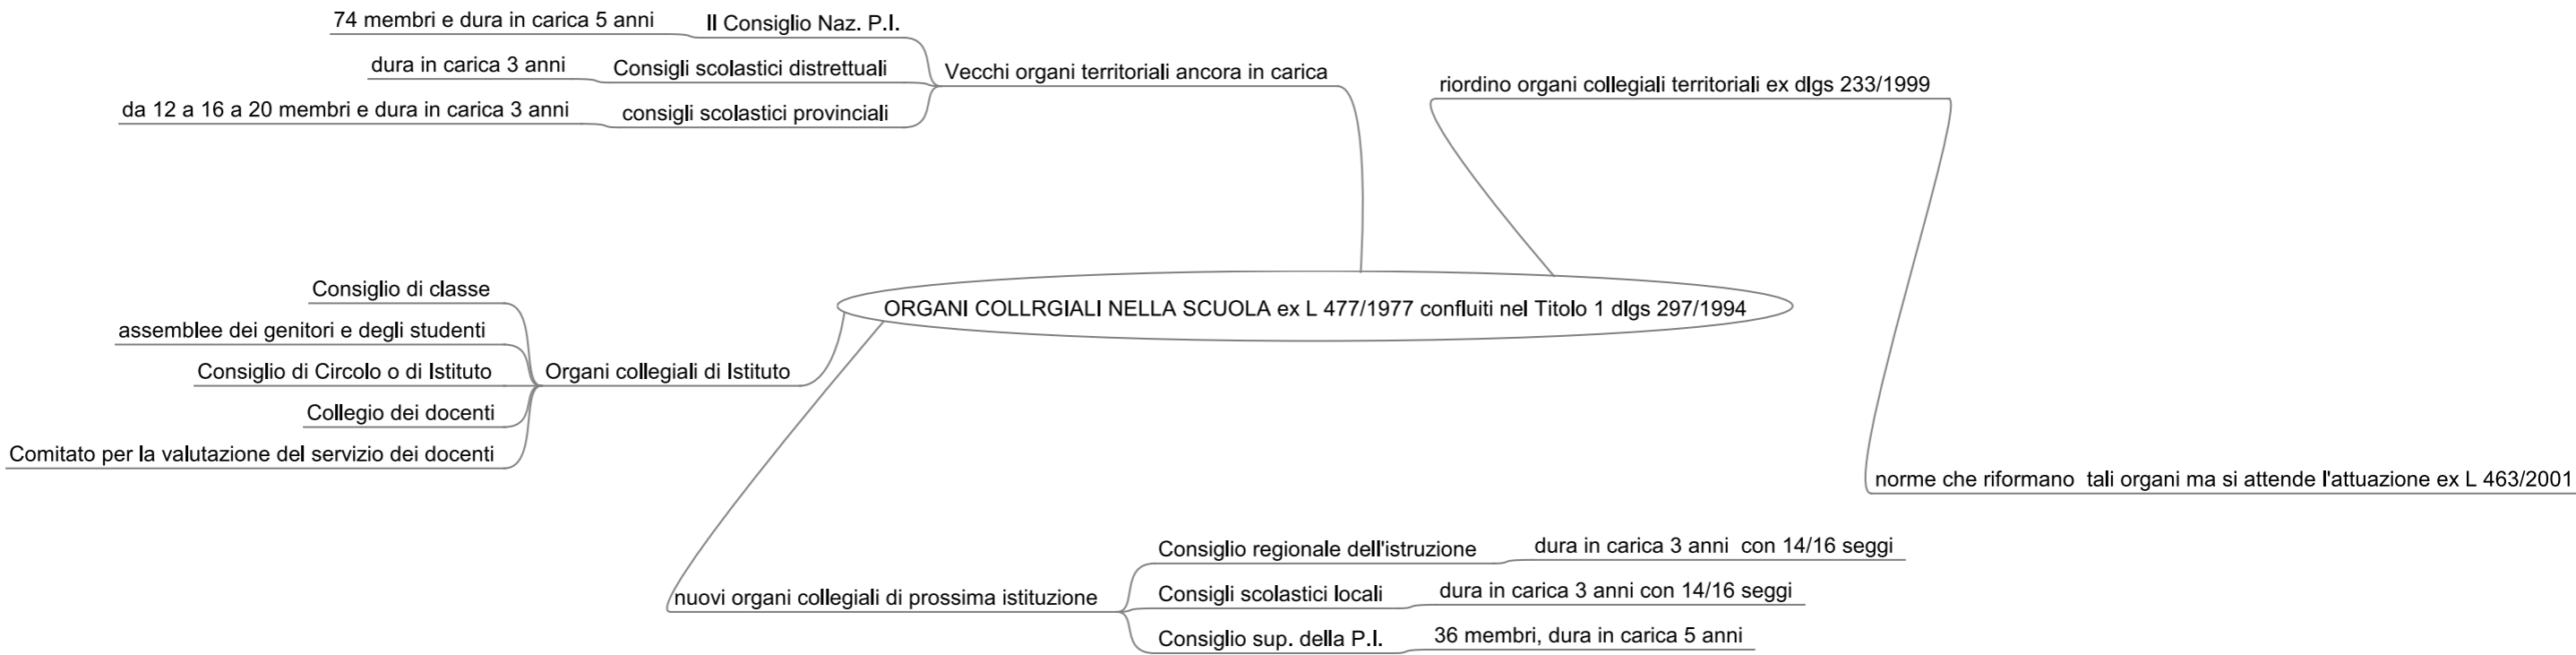 74 membri e dura in carica 5 anni
Il Consiglio Naz. P.I.
dura in carica 3 anni
Consigli scolastici distrettuali
da 12 a 16 a 20 membri e dura in carica 3 anni
consigli scolastici provinciali
Vecchi organi territoriali ancora in carica
riordino organi collegiali territoriali ex dlgs 233/1999
ORGANI COLLRGIALI NELLA SCUOLA ex L 477/1977 confluiti nel Titolo 1 dlgs 297/1994
Consiglio di classe
assemblee dei genitori e degli studenti
Consiglio di Circolo o di Istituto
Collegio dei docenti
Comitato per la valutazione del servizio dei docenti
Organi collegiali di Istituto
norme che riformano  tali organi ma si attende l'attuazione ex L 463/2001
nuovi organi collegiali di prossima istituzione
Consiglio regionale dell'istruzione
dura in carica 3 anni  con 14/16 seggi
Consigli scolastici locali
dura in carica 3 anni con 14/16 seggi
Consiglio sup. della P.I.
36 membri, dura in carica 5 anni